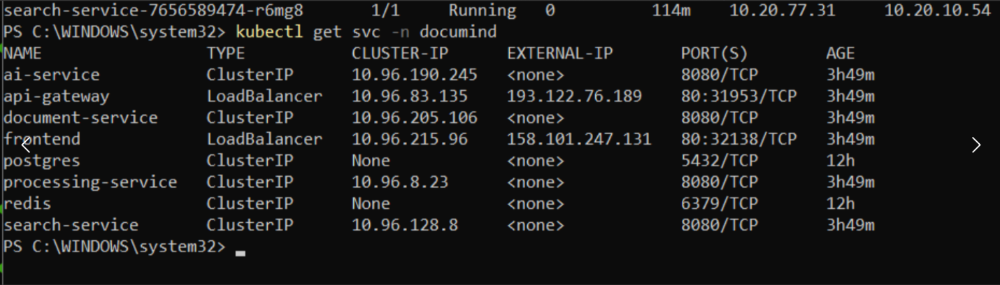 search-service-7656589474-r6mg8 1/1 Running 0 114m 10.20.77.31 10.20.10.54
PS C:\WINDOWS\system32> kubectl get svc -n documind
NAME TYPE CLUSTER-IP EXTERNAL-IP PORT(S) AGE
ai-service ClusterIP 10.96.190.245 <none> 8080/TCP 3h49m
api-gateway LoadBalancer 10.96.83.135 193.122.76.189 80:31953/TCP 3h49m
document-service ClusterIP 10.96.205.106 <none> 8080/TCP 3h49m
frontend LoadBalancer 10.96.215.96 158.101.247.131 80:32138/TCP 3h49m
postgres ClusterIP None <none> 5432/TCP 12h
processing-service ClusterIP 10.96.8.23 <none> 8080/TCP 3h49m
redis ClusterIP None <none> 6379/TCP 12h
search-service ClusterIP 10.96.128.8 <none> 8080/TCP 3h49m
PS C:\WINDOWS\system32>